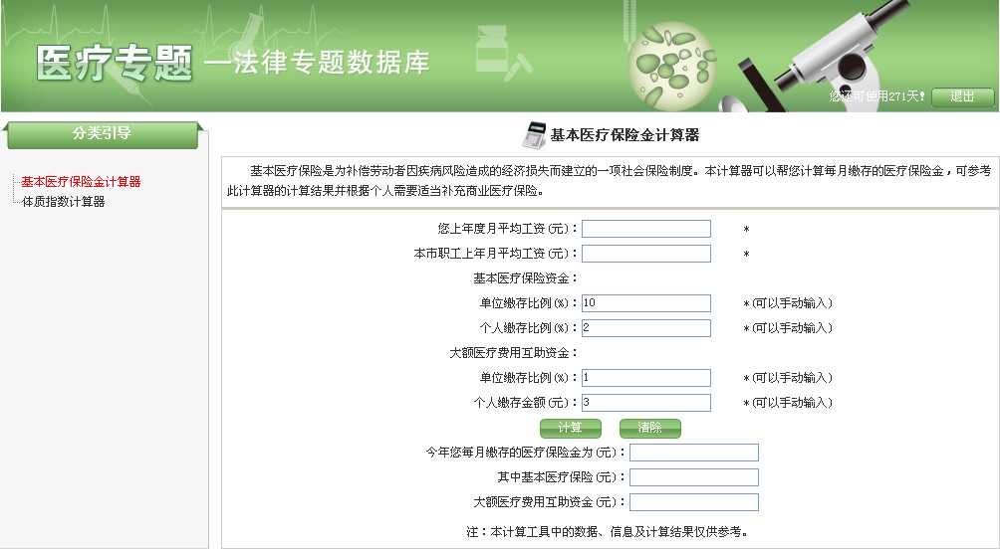 医疗专题 —法律专题数据库
您还可使用271天! 退出
分类引导
基本医疗保险金计算器
体质指数计算器
基本医疗保险金计算器
基本医疗保险是为补偿劳动者因疾病风险造成的经济损失而建立的一项社会保险制度。本计算器可以帮您计算每月缴存的医疗保险金，可参考
此计算器的计算结果并根据个人需要适当补充商业医疗保险。
您上年度月平均工资(元)： *
本市职工上年月平均工资(元)： *
基本医疗保险资金：
单位缴存比例(%)：10 *(可以手动输入)
个人缴存比例(%)：2 *(可以手动输入)
大额医疗费用互助资金：
单位缴存比例(%)：1 *(可以手动输入)
个人缴存金额(元)：3 *(可以手动输入)
计算 清除
今年您每月缴存的医疗保险金为(元)：
其中基本医疗保险(元)：
大额医疗费用互助资金(元)：
注：本计算工具中的数据、信息及计算结果仅供参考。